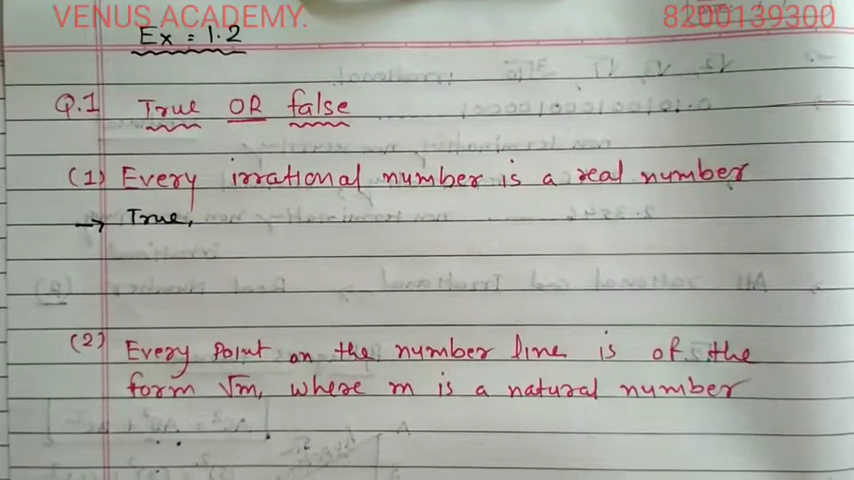 VENUS ACADEMY. 8200139300
Ex = 1.2
Q.1 True OR false
(1) Every irrational number is a real number
→ True,
(2) Every Point on the number line is of the
form √m, where m is a natural number